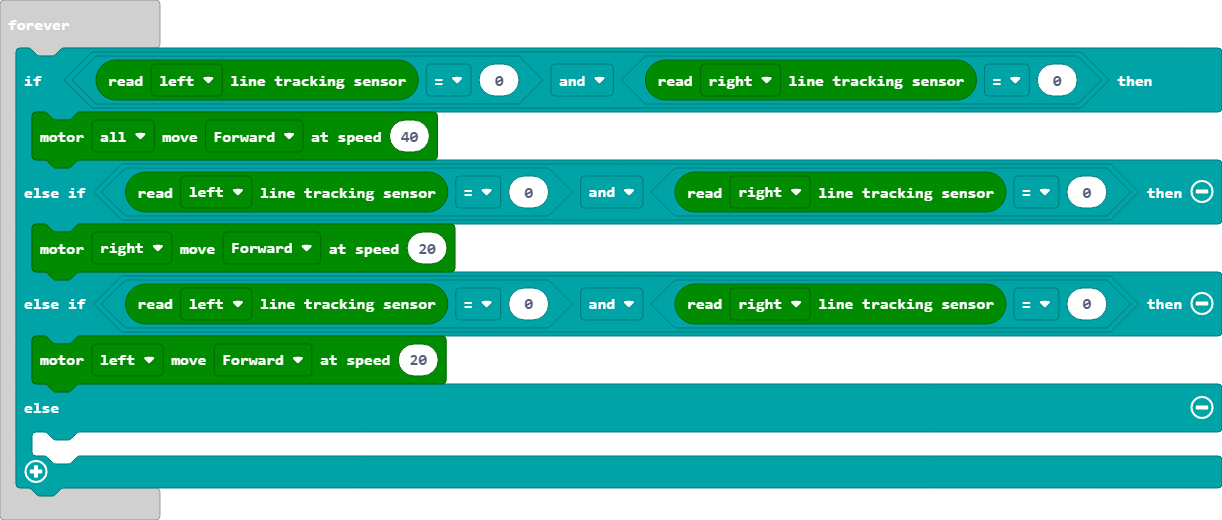 forever
if read left line tracking sensor = 0 and read right line tracking sensor = 0 then
motor all move Forward at speed 40
else if read left line tracking sensor = 0 and read right line tracking sensor = 0 then
motor right move Forward at speed 20
else if read left line tracking sensor = 0 and read right line tracking sensor = 0 then
motor left move Forward at speed 20
else